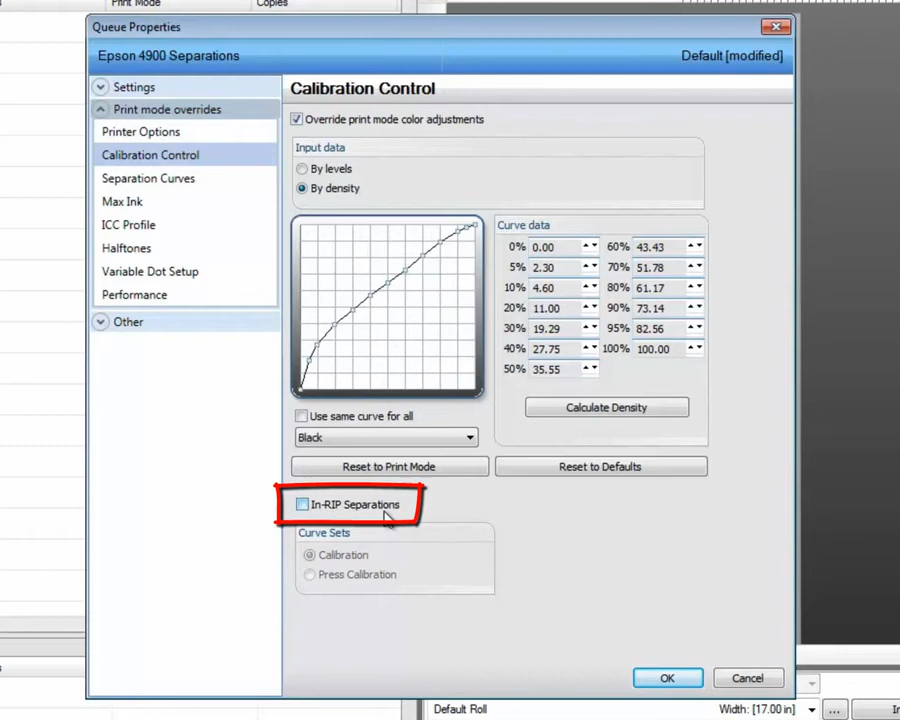 Print Mode Copies
Queue Properties
Epson 4900 Separations Default [modified]
Settings
Print mode overrides
Printer Options
Calibration Control
Separation Curves
Max Ink
ICC Profile
Halftones
Variable Dot Setup
Performance
Other
Calibration Control
Override print mode color adjustments
Input data
By levels
By density
Curve data
0% 0.00 60% 43.43
5% 2.30 70% 51.78
10% 4.60 80% 61.17
20% 11.00 90% 73.14
30% 19.29 95% 82.56
40% 27.75 100% 100.00
50% 35.55
Calculate Density
Use same curve for all
Black
Reset to Print Mode Reset to Defaults
In-RIP Separations
Curve Sets
Calibration
Press Calibration
OK Cancel
Default Roll Width: [17.00 in] ...